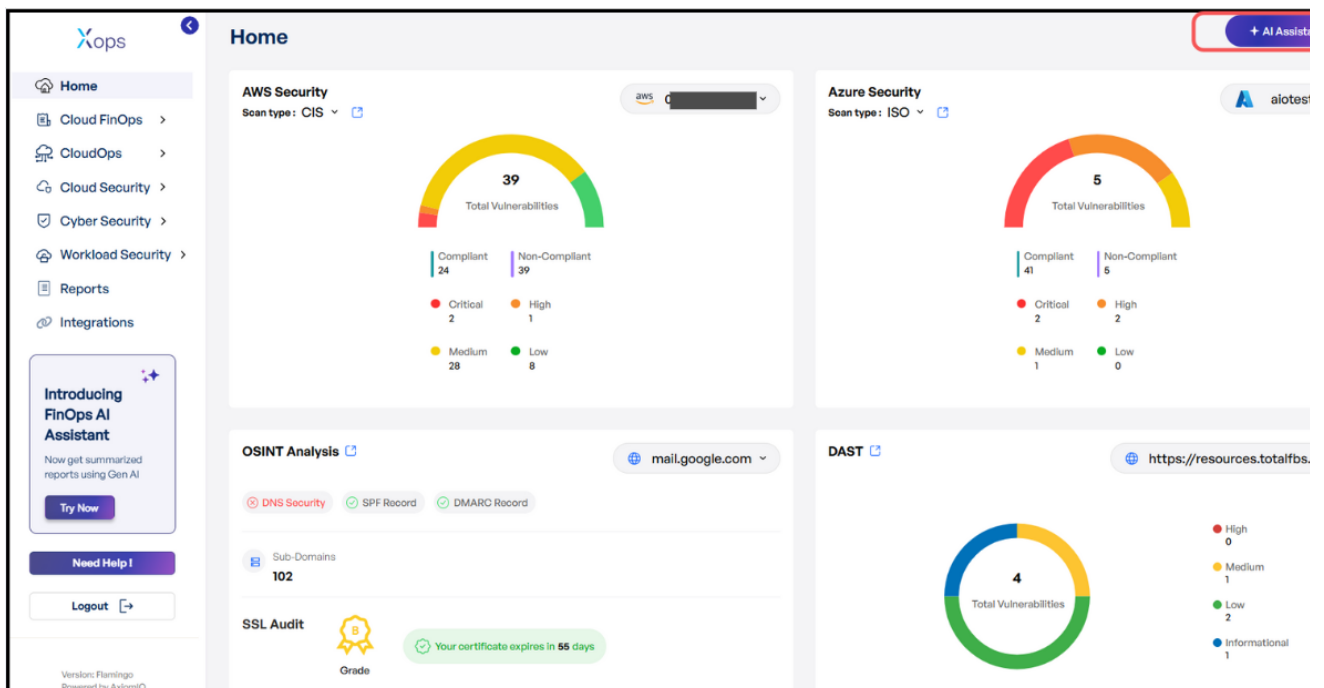 Xops
Home
Cloud FinOps
CloudOps
Cloud Security
Cyber Security
Workload Security
Reports
Integrations
Introducing
FinOps AI
Assistant
Now get summarized
reports using Gen AI
Try Now
Need Help !
Logout
Version: Flamingo
Powered by AxiomIO
Home
+ AI Assista
AWS Security
Scan type : CIS
aws
39
Total Vulnerabilities
Compliant
24
Non-Compliant
39
Critical
2
High
1
Medium
28
Low
8
Azure Security
Scan type : ISO
aiotest
5
Total Vulnerabilities
Compliant
41
Non-Compliant
5
Critical
2
High
2
Medium
1
Low
0
OSINT Analysis
mail.google.com
DNS Security
SPF Record
DMARC Record
Sub-Domains
102
SSL Audit
B
Grade
Your certificate expires in 55 days
DAST
https://resources.totalfbs.
4
Total Vulnerabilities
High
0
Medium
1
Low
2
Informational
1